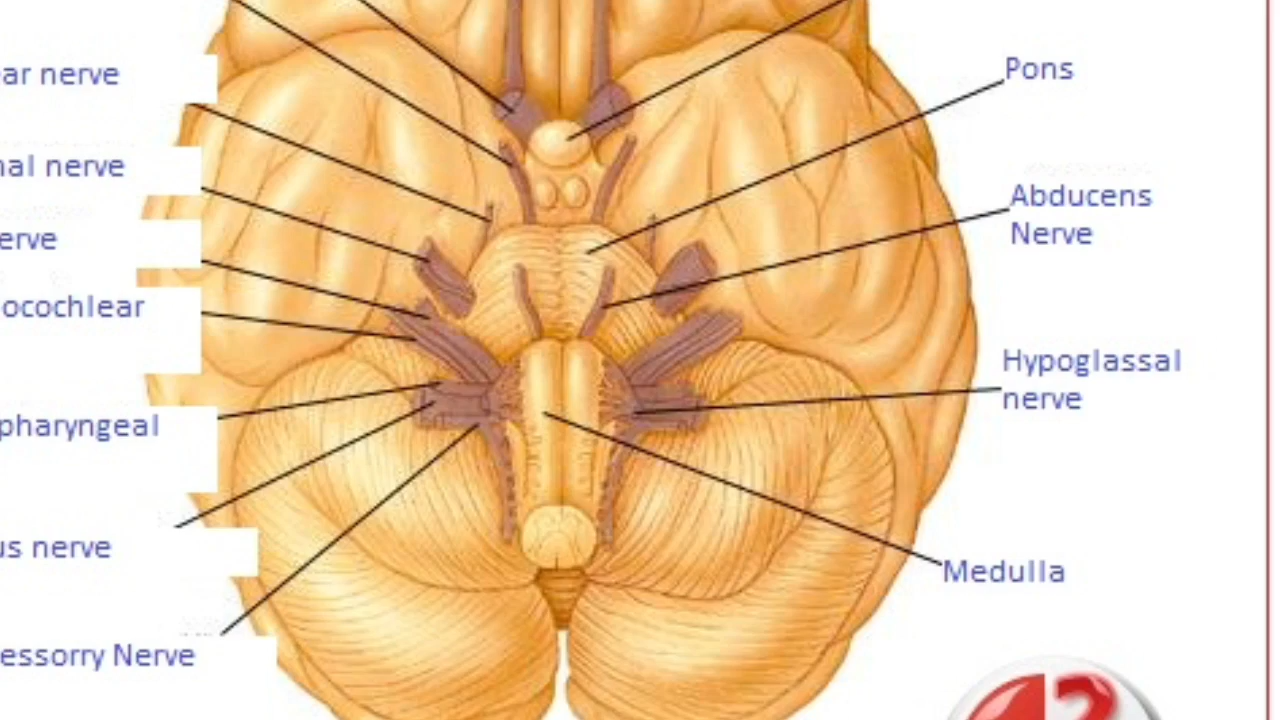 ar nerve
nal nerve
erve
ocochlear
pharyngeal
us nerve
essorry Nerve
Pons
Abducens
Nerve
Hypoglassal
nerve
Medulla